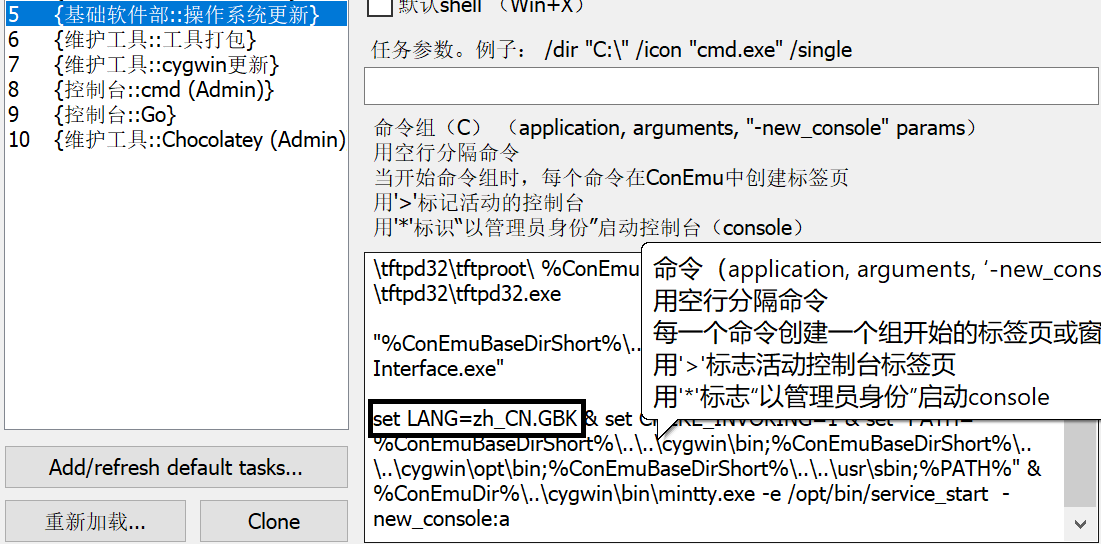 5 {基础软件部::操作系统更新}
6 {维护工具::工具打包}
7 {维护工具::cygwin更新}
8 {控制台::cmd (Admin)}
9 {控制台::Go}
10 {维护工具::Chocolatey (Admin)
Add/refresh default tasks...
重新加载...
Clone
默认shell （Win+X）
任务参数。例子： /dir "C:\" /icon "cmd.exe" /single
命令组（C）（application, arguments, "-new_console" params）
用空行分隔命令
当开始命令组时，每个命令在ConEmu中创建标签页
用'>'标记活动的控制台
用'*'标识“以管理员身份”启动控制台（console）
\tftpd32\tftproot\ %ConEmu
\tftpd32\tftpd32.exe
"%ConEmuBaseDirShort%\..
Interface.exe"
set LANG=zh_CN.GBK & set CHERE_INVOKING=1 & set "PATH=
%ConEmuBaseDirShort%\..\..\cygwin\bin;%ConEmuBaseDirShort%\..
\..\cygwin\opt\bin;%ConEmuBaseDirShort%\..\..\usr\sbin;%PATH%" &
%ConEmuDir%\..\cygwin\bin\mintty.exe -e /opt/bin/service_start -
new_console:a
命令（application, arguments, ‘-new_cons
用空行分隔命令
每一个命令创建一个组开始的标签页或窗
用'>'标志活动控制台标签页
用'*'标志“以管理员身份”启动console